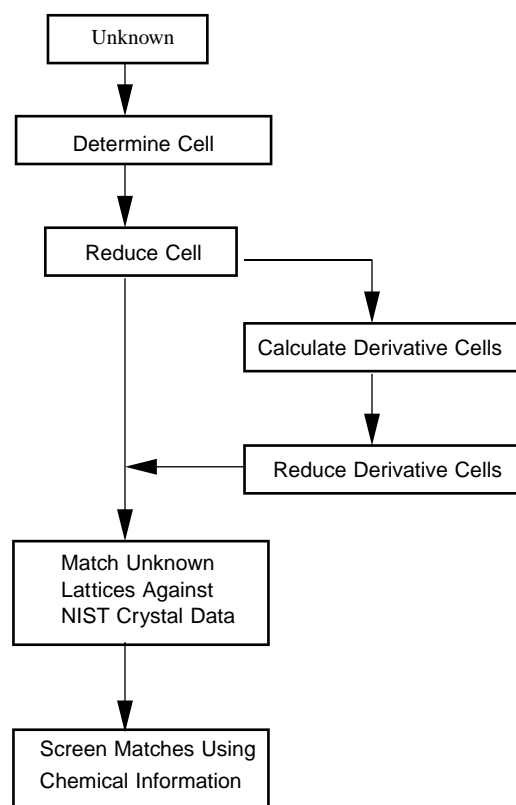 Unknown
Determine Cell
Reduce Cell
Calculate Derivative Cells
Reduce Derivative Cells
Match Unknown
Lattices Against
NIST Crystal Data
Screen Matches Using
Chemical Information